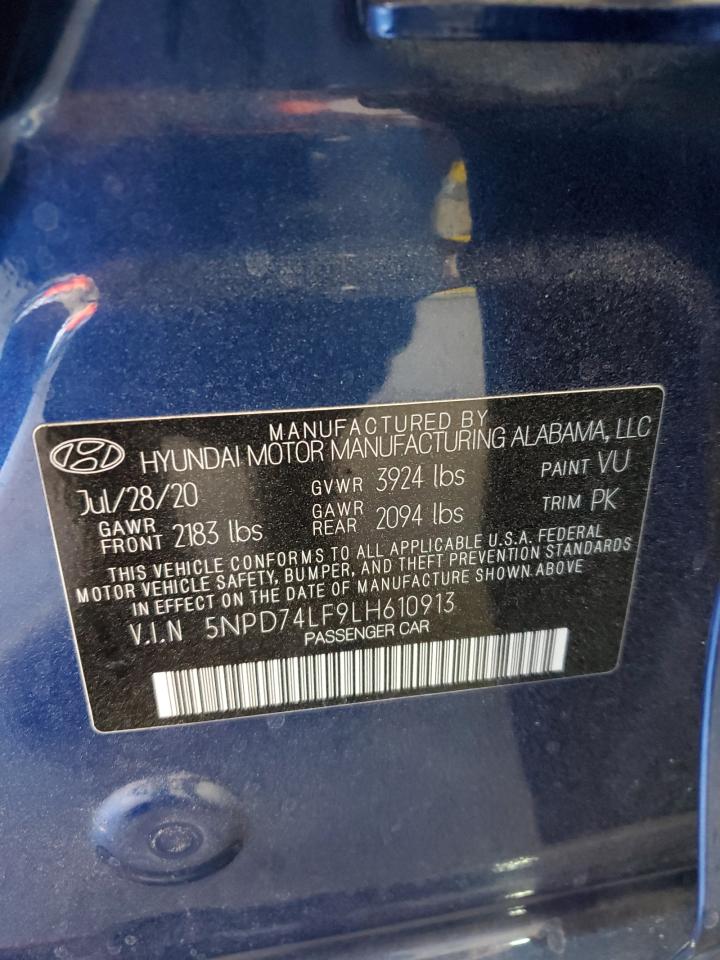 MANUFACTURED BY
HYUNDAI MOTOR MANUFACTURING ALABAMA, LLC
Jul/28/20 GVWR 3924 lbs PAINT VU
GAWR FRONT 2183 lbs GAWR REAR 2094 lbs TRIM PK
THIS VEHICLE CONFORMS TO ALL APPLICABLE U.S.A. FEDERAL
MOTOR VEHICLE SAFETY, BUMPER, AND THEFT PREVENTION STANDARDS
IN EFFECT ON THE DATE OF MANUFACTURE SHOWN ABOVE
V.I.N 5NPD74LF9LH610913
PASSENGER CAR